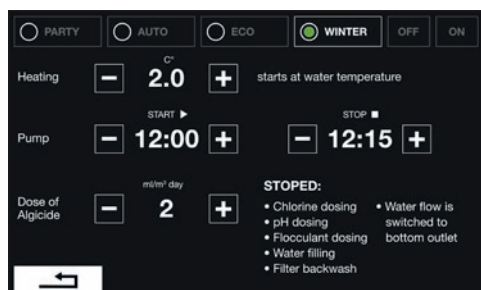 PARTY AUTO ECO WINTER OFF ON
C°
Heating − 2.0 + starts at water temperature
START ▶ STOP ■
Pump − 12:00 + − 12:15 +
ml/m³ day
Dose of
Algicide − 2 +
STOPED:
• Chlorine dosing
• pH dosing
• Flocculant dosing
• Water filling
• Filter backwash
• Water flow is
switched to
bottom outlet